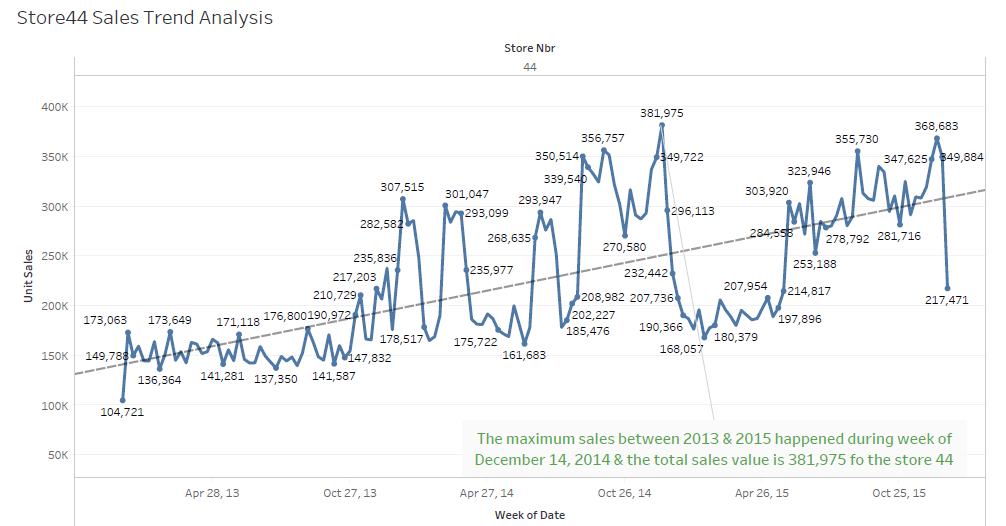 Store44 Sales Trend Analysis
Store Nbr
44
400K
350K
300K
250K
200K
150K
100K
50K
Unit Sales
173,063
149,788
104,721
136,364
173,649
141,281
171,118
137,350
176,800
141,587
190,972
147,832
210,729
217,203
235,836
282,582
307,515
178,517
301,047
293,099
235,977
175,722
161,683
268,635
293,947
185,476
202,227
208,982
350,514
339,540
356,757
270,580
349,722
381,975
296,113
232,442
207,736
190,366
168,057
180,379
207,954
197,896
214,817
303,920
284,553
323,946
253,188
278,792
355,730
281,716
347,625
368,683
349,884
217,471
The maximum sales between 2013 & 2015 happened during week of
December 14, 2014 & the total sales value is 381,975 fo the store 44
Apr 28, 13
Oct 27, 13
Apr 27, 14
Oct 26, 14
Apr 26, 15
Oct 25, 15
Week of Date